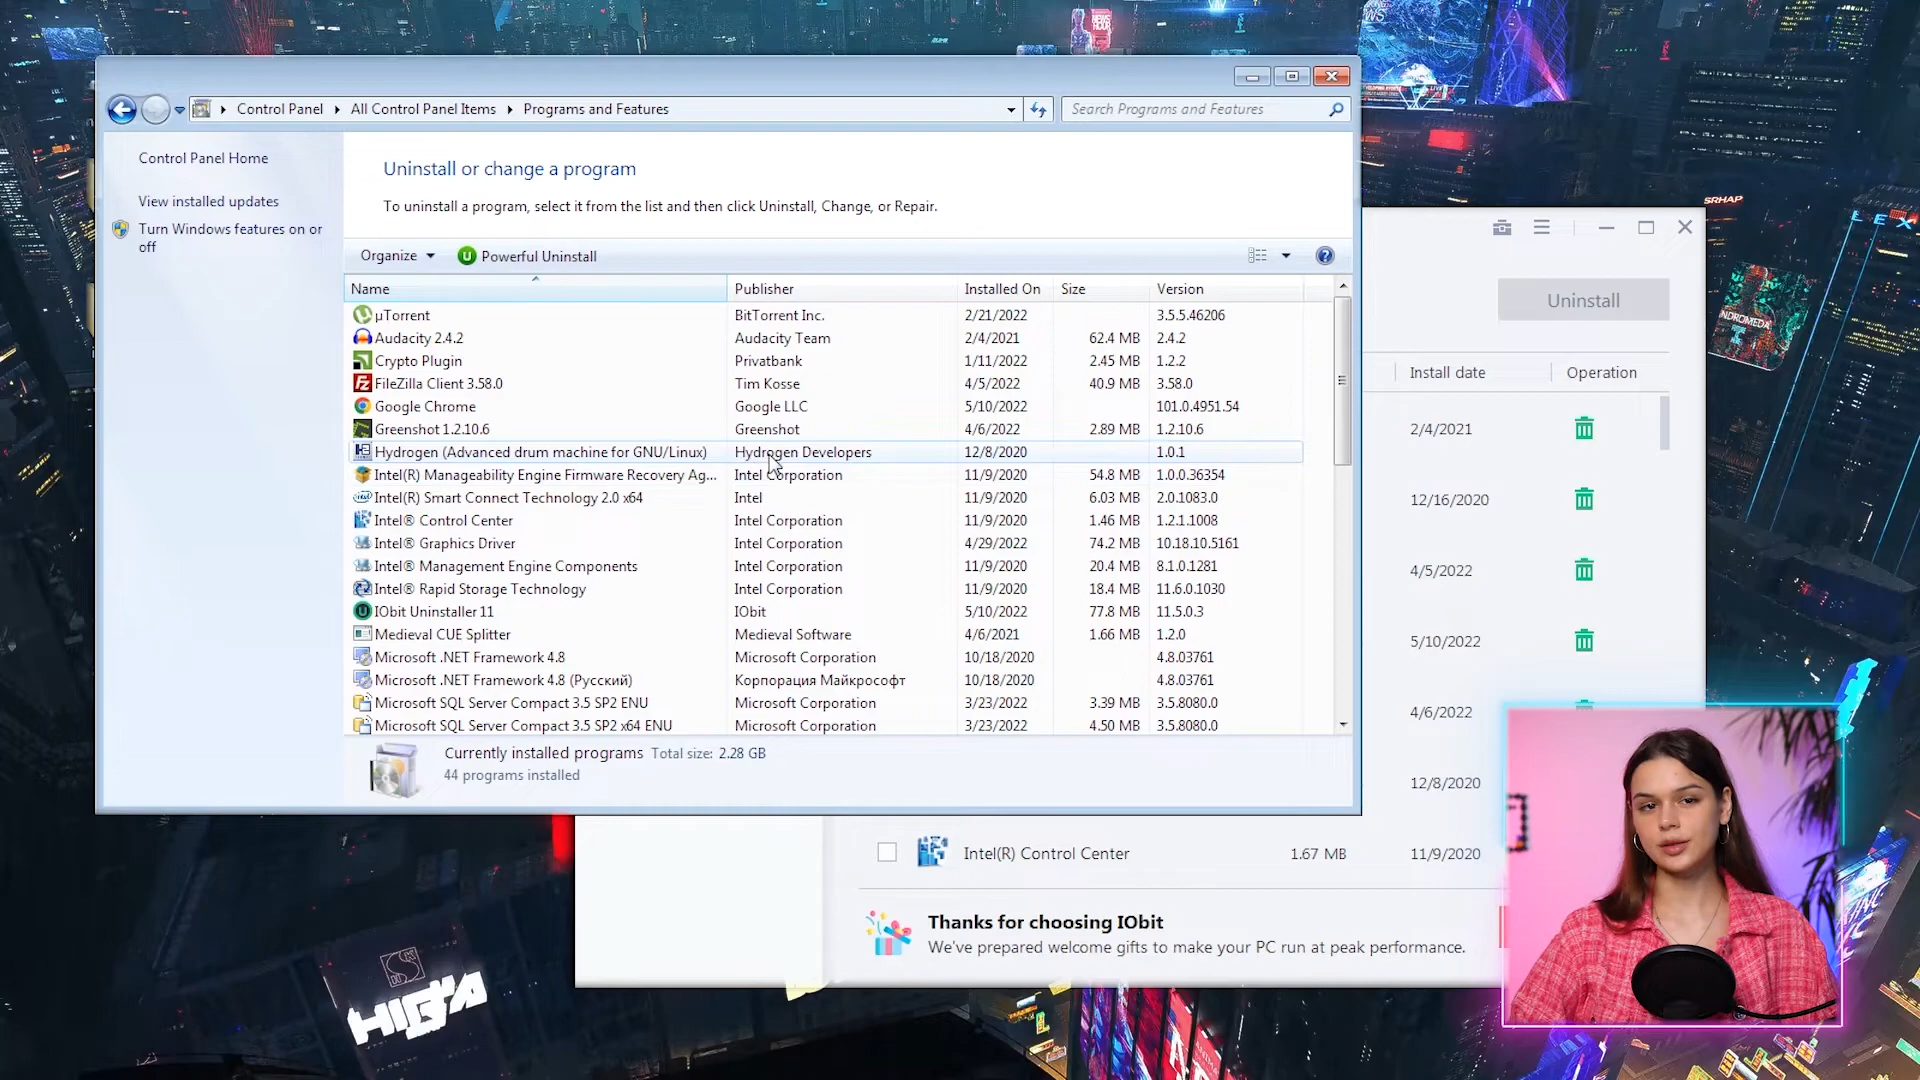 Control Panel
All Control Panel Items
Programs and Features
Search Programs and Features
Control Panel Home
View installed updates
Turn Windows features on or
off
Uninstall or change a program
To uninstall a program, select it from the list and then click Uninstall, Change, or Repair.
Organize
Powerful Uninstall
Name Publisher Installed On Size Version
µTorrent BitTorrent Inc. 2/21/2022 3.5.5.46206
Audacity 2.4.2 Audacity Team 2/4/2021 62.4 MB 2.4.2
Crypto Plugin Privatbank 1/11/2022 2.45 MB 1.2.2
FileZilla Client 3.58.0 Tim Kosse 4/5/2022 40.9 MB 3.58.0
Google Chrome Google LLC 5/10/2022 101.0.4951.54
Greenshot 1.2.10.6 Greenshot 4/6/2022 2.89 MB 1.2.10.6
Hydrogen (Advanced drum machine for GNU/Linux) Hydrogen Developers 12/8/2020 1.0.1
Intel(R) Manageability Engine Firmware Recovery Ag... Intel Corporation 11/9/2020 54.8 MB 1.0.0.36354
Intel(R) Smart Connect Technology 2.0 x64 Intel 11/9/2020 6.03 MB 2.0.1083.0
Intel® Control Center Intel Corporation 11/9/2020 1.46 MB 1.2.1.1008
Intel® Graphics Driver Intel Corporation 4/29/2022 74.2 MB 10.18.10.5161
Intel® Management Engine Components Intel Corporation 11/9/2020 20.4 MB 8.1.0.1281
Intel® Rapid Storage Technology Intel Corporation 11/9/2020 18.4 MB 11.6.0.1030
IObit Uninstaller 11 IObit 5/10/2022 77.8 MB 11.5.0.3
Medieval CUE Splitter Medieval Software 4/6/2021 1.66 MB 1.2.0
Microsoft .NET Framework 4.8 Microsoft Corporation 10/18/2020 4.8.03761
Microsoft .NET Framework 4.8 (Русский) Корпорация Майкрософт 10/18/2020 4.8.03761
Microsoft SQL Server Compact 3.5 SP2 ENU Microsoft Corporation 3/23/2022 3.39 MB 3.5.8080.0
Microsoft SQL Server Compact 3.5 SP2 x64 ENU Microsoft Corporation 3/23/2022 4.50 MB 3.5.8080.0
Currently installed programs Total size: 2.28 GB
44 programs installed
Uninstall
Install date Operation
2/4/2021
12/16/2020
4/5/2022
5/10/2022
4/6/2022
12/8/2020
Intel(R) Control Center 1.67 MB 11/9/2020
Thanks for choosing IObit
We've prepared welcome gifts to make your PC run at peak performance.
SRHAP